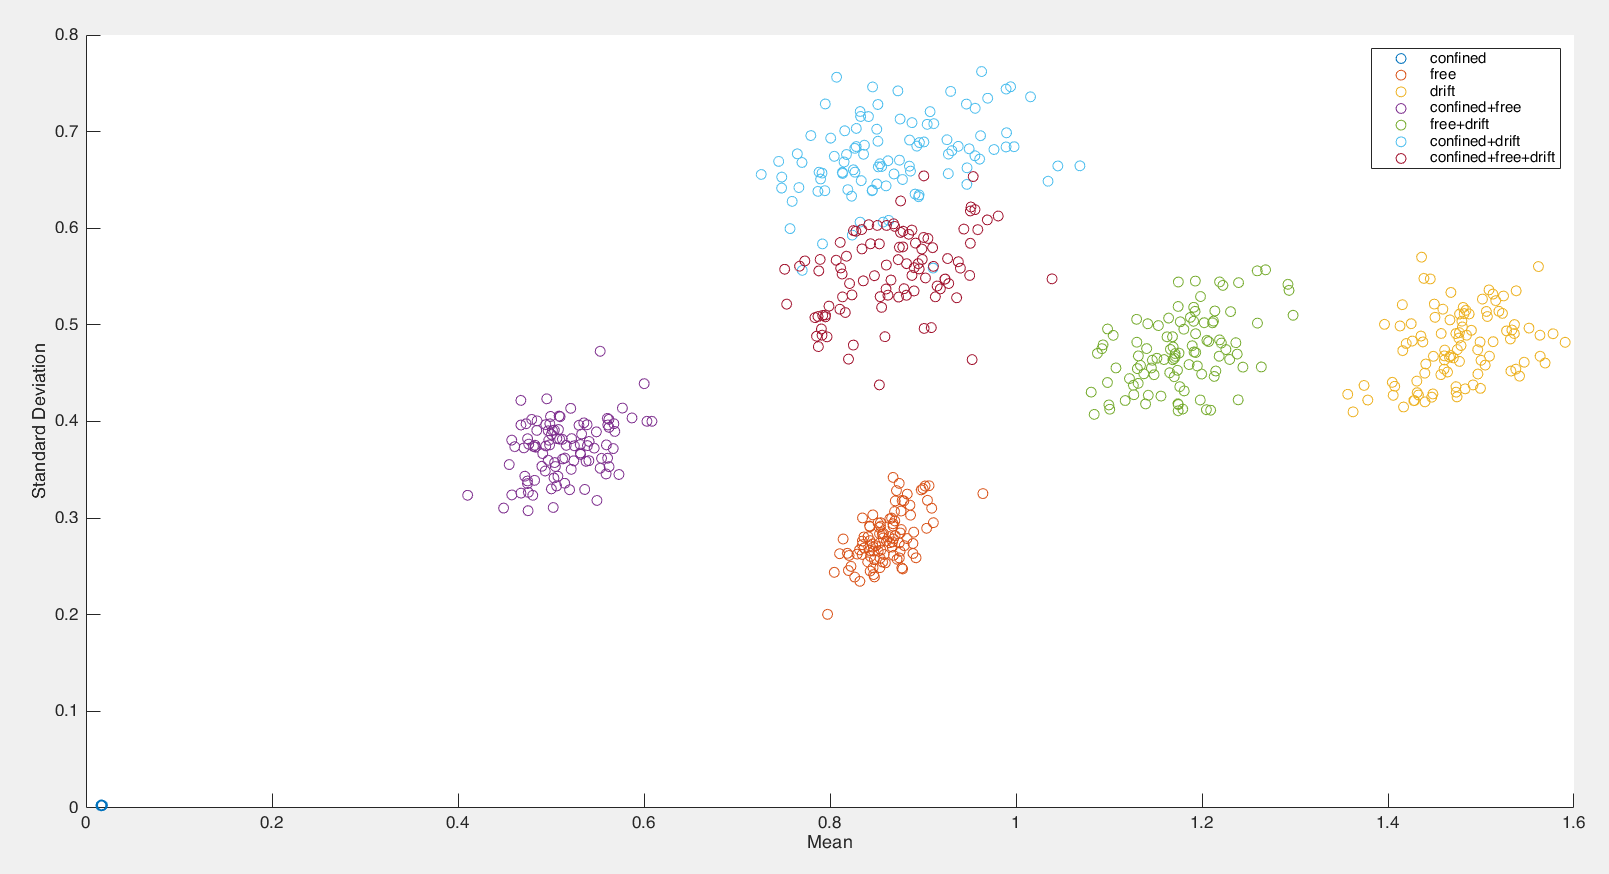 0.8
0.7
0.6
0.5
0.4
0.3
0.2
0.1
0
Standard Deviation
confined
free
drift
confined+free
free+drift
confined+drift
confined+free+drift
0 0.2 0.4 0.6 0.8 1 1.2 1.4 1.6
Mean